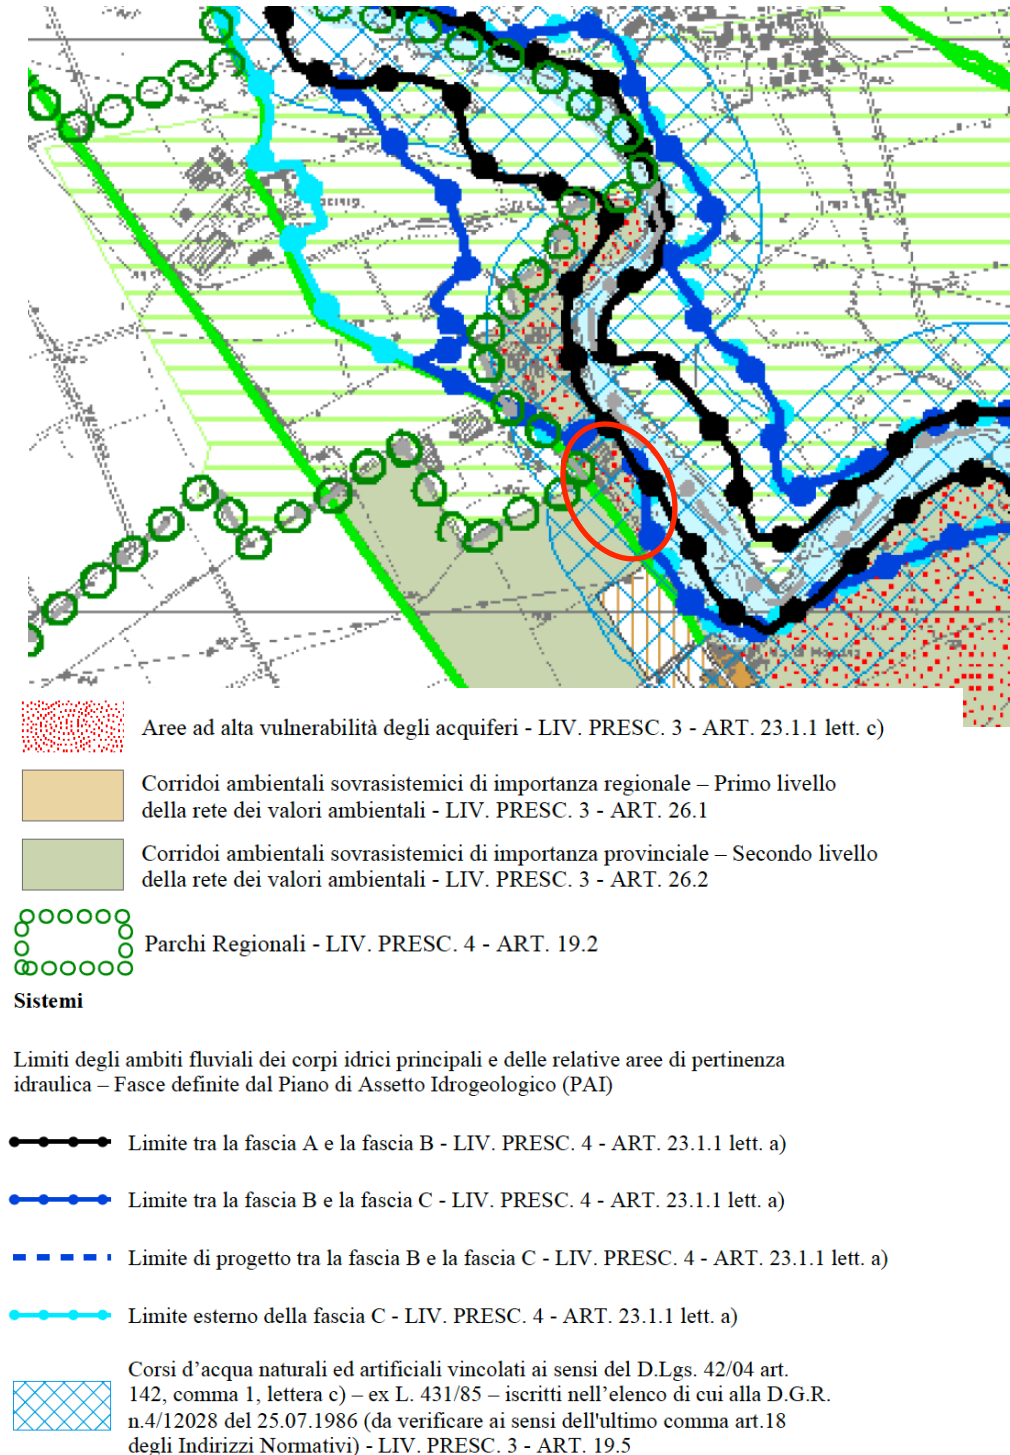 Aree ad alta vulnerabilità degli acquiferi - LIV. PRESC. 3 - ART. 23.1.1 lett. c)
Corridoi ambientali sovrasistemici di importanza regionale – Primo livello
della rete dei valori ambientali - LIV. PRESC. 3 - ART. 26.1
Corridoi ambientali sovrasistemici di importanza provinciale – Secondo livello
della rete dei valori ambientali - LIV. PRESC. 3 - ART. 26.2
Parchi Regionali - LIV. PRESC. 4 - ART. 19.2
Sistemi
Limiti degli ambiti fluviali dei corpi idrici principali e delle relative aree di pertinenza
idraulica – Fasce definite dal Piano di Assetto Idrogeologico (PAI)
Limite tra la fascia A e la fascia B - LIV. PRESC. 4 - ART. 23.1.1 lett. a)
Limite tra la fascia B e la fascia C - LIV. PRESC. 4 - ART. 23.1.1 lett. a)
Limite di progetto tra la fascia B e la fascia C - LIV. PRESC. 4 - ART. 23.1.1 lett. a)
Limite esterno della fascia C - LIV. PRESC. 4 - ART. 23.1.1 lett. a)
Corsi d’acqua naturali ed artificiali vincolati ai sensi del D.Lgs. 42/04 art.
142, comma 1, lettera c) – ex L. 431/85 – iscritti nell’elenco di cui alla D.G.R.
n.4/12028 del 25.07.1986 (da verificare ai sensi dell'ultimo comma art.18
degli Indirizzi Normativi) - LIV. PRESC. 3 - ART. 19.5